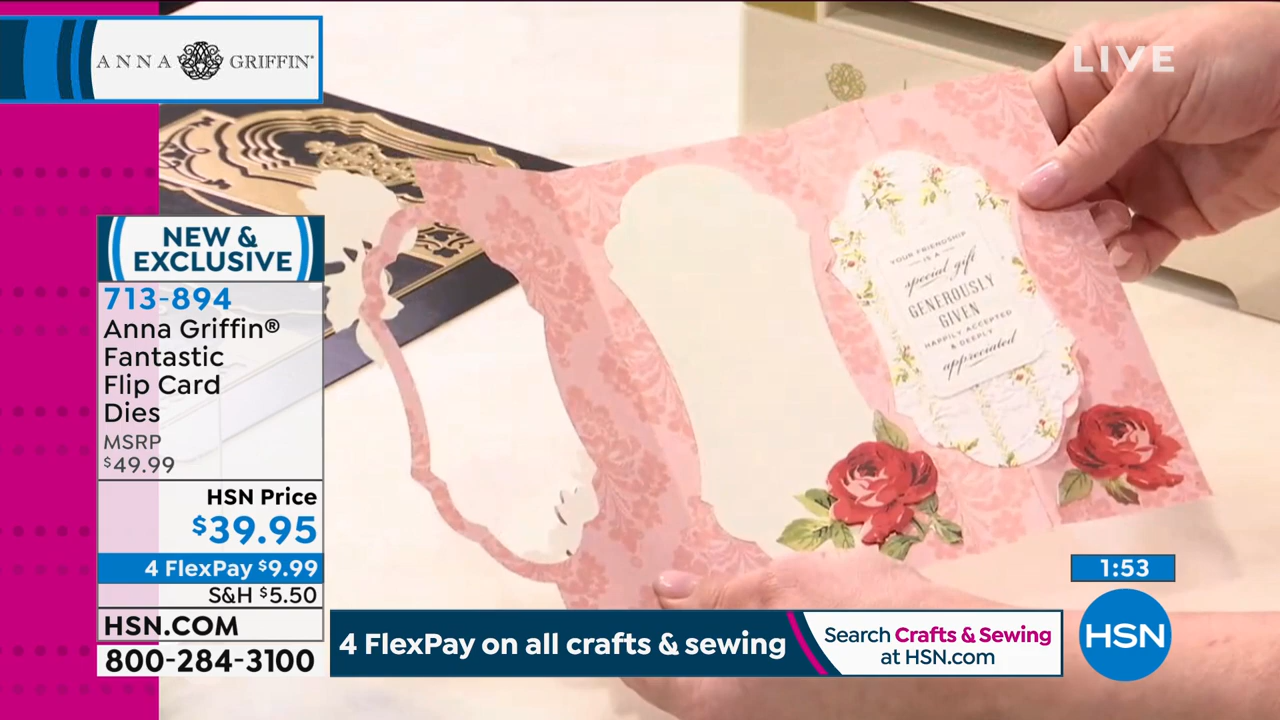 ANNA GRIFFIN®
LIVE
NEW &
EXCLUSIVE
713-894
Anna Griffin®
Fantastic
Flip Card
Dies
MSRP
$49.99
HSN Price
$39.95
4 FlexPay $9.99
S&H $5.50
HSN.COM
800-284-3100
YOUR FRIENDSHIP
IS A
special gift
GENEROUSLY
GIVEN
HAPPILY ACCEPTED
& DEEPLY
appreciated
1:53
4 FlexPay on all crafts & sewing
Search Crafts & Sewing
at HSN.com
HSN